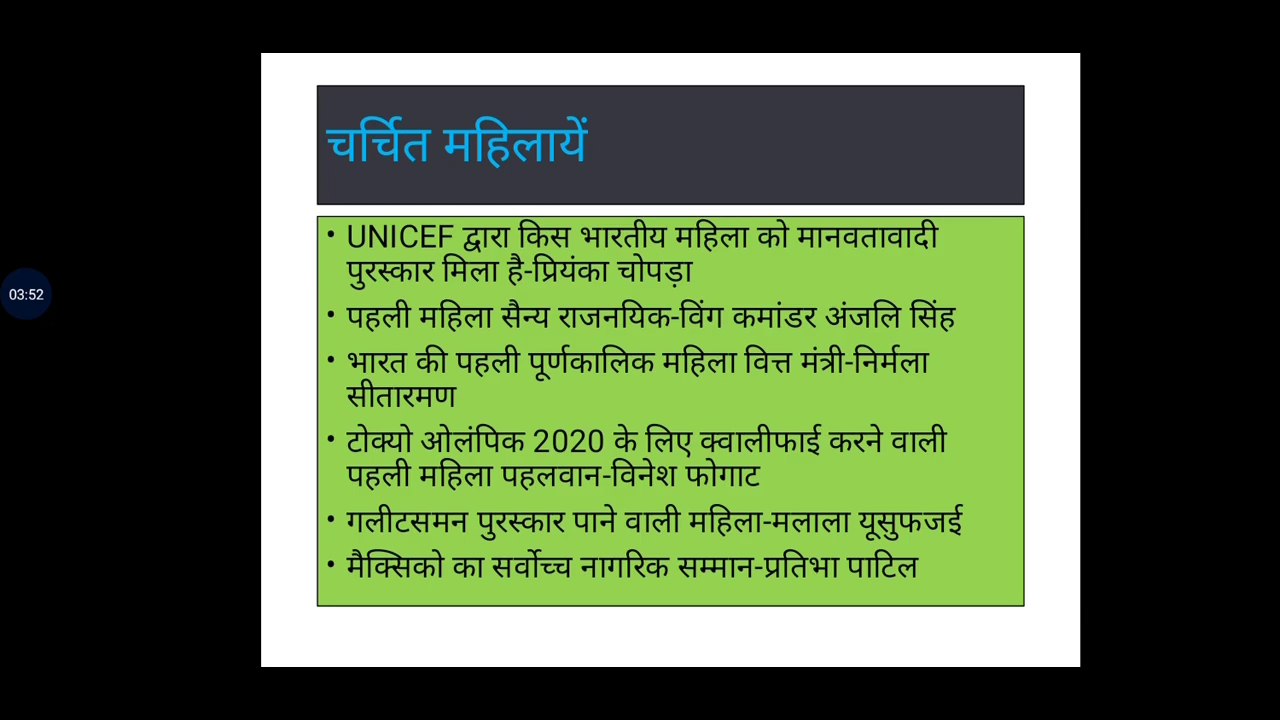 चर्चित महिलायें
• UNICEF द्वारा किस भारतीय महिला को मानवतावादी
पुरस्कार मिला है-प्रियंका चोपड़ा
• पहली महिला सैन्य राजनयिक-विंग कमांडर अंजलि सिंह
• भारत की पहली पूर्णकालिक महिला वित्त मंत्री-निर्मला
सीतारमण
• टोक्यो ओलंपिक 2020 के लिए क्वालीफाई करने वाली
पहली महिला पहलवान-विनेश फोगाट
• गलीटसमन पुरस्कार पाने वाली महिला-मलाला यूसुफजई
• मैक्सिको का सर्वोच्च नागरिक सम्मान-प्रतिभा पाटिल
03:52